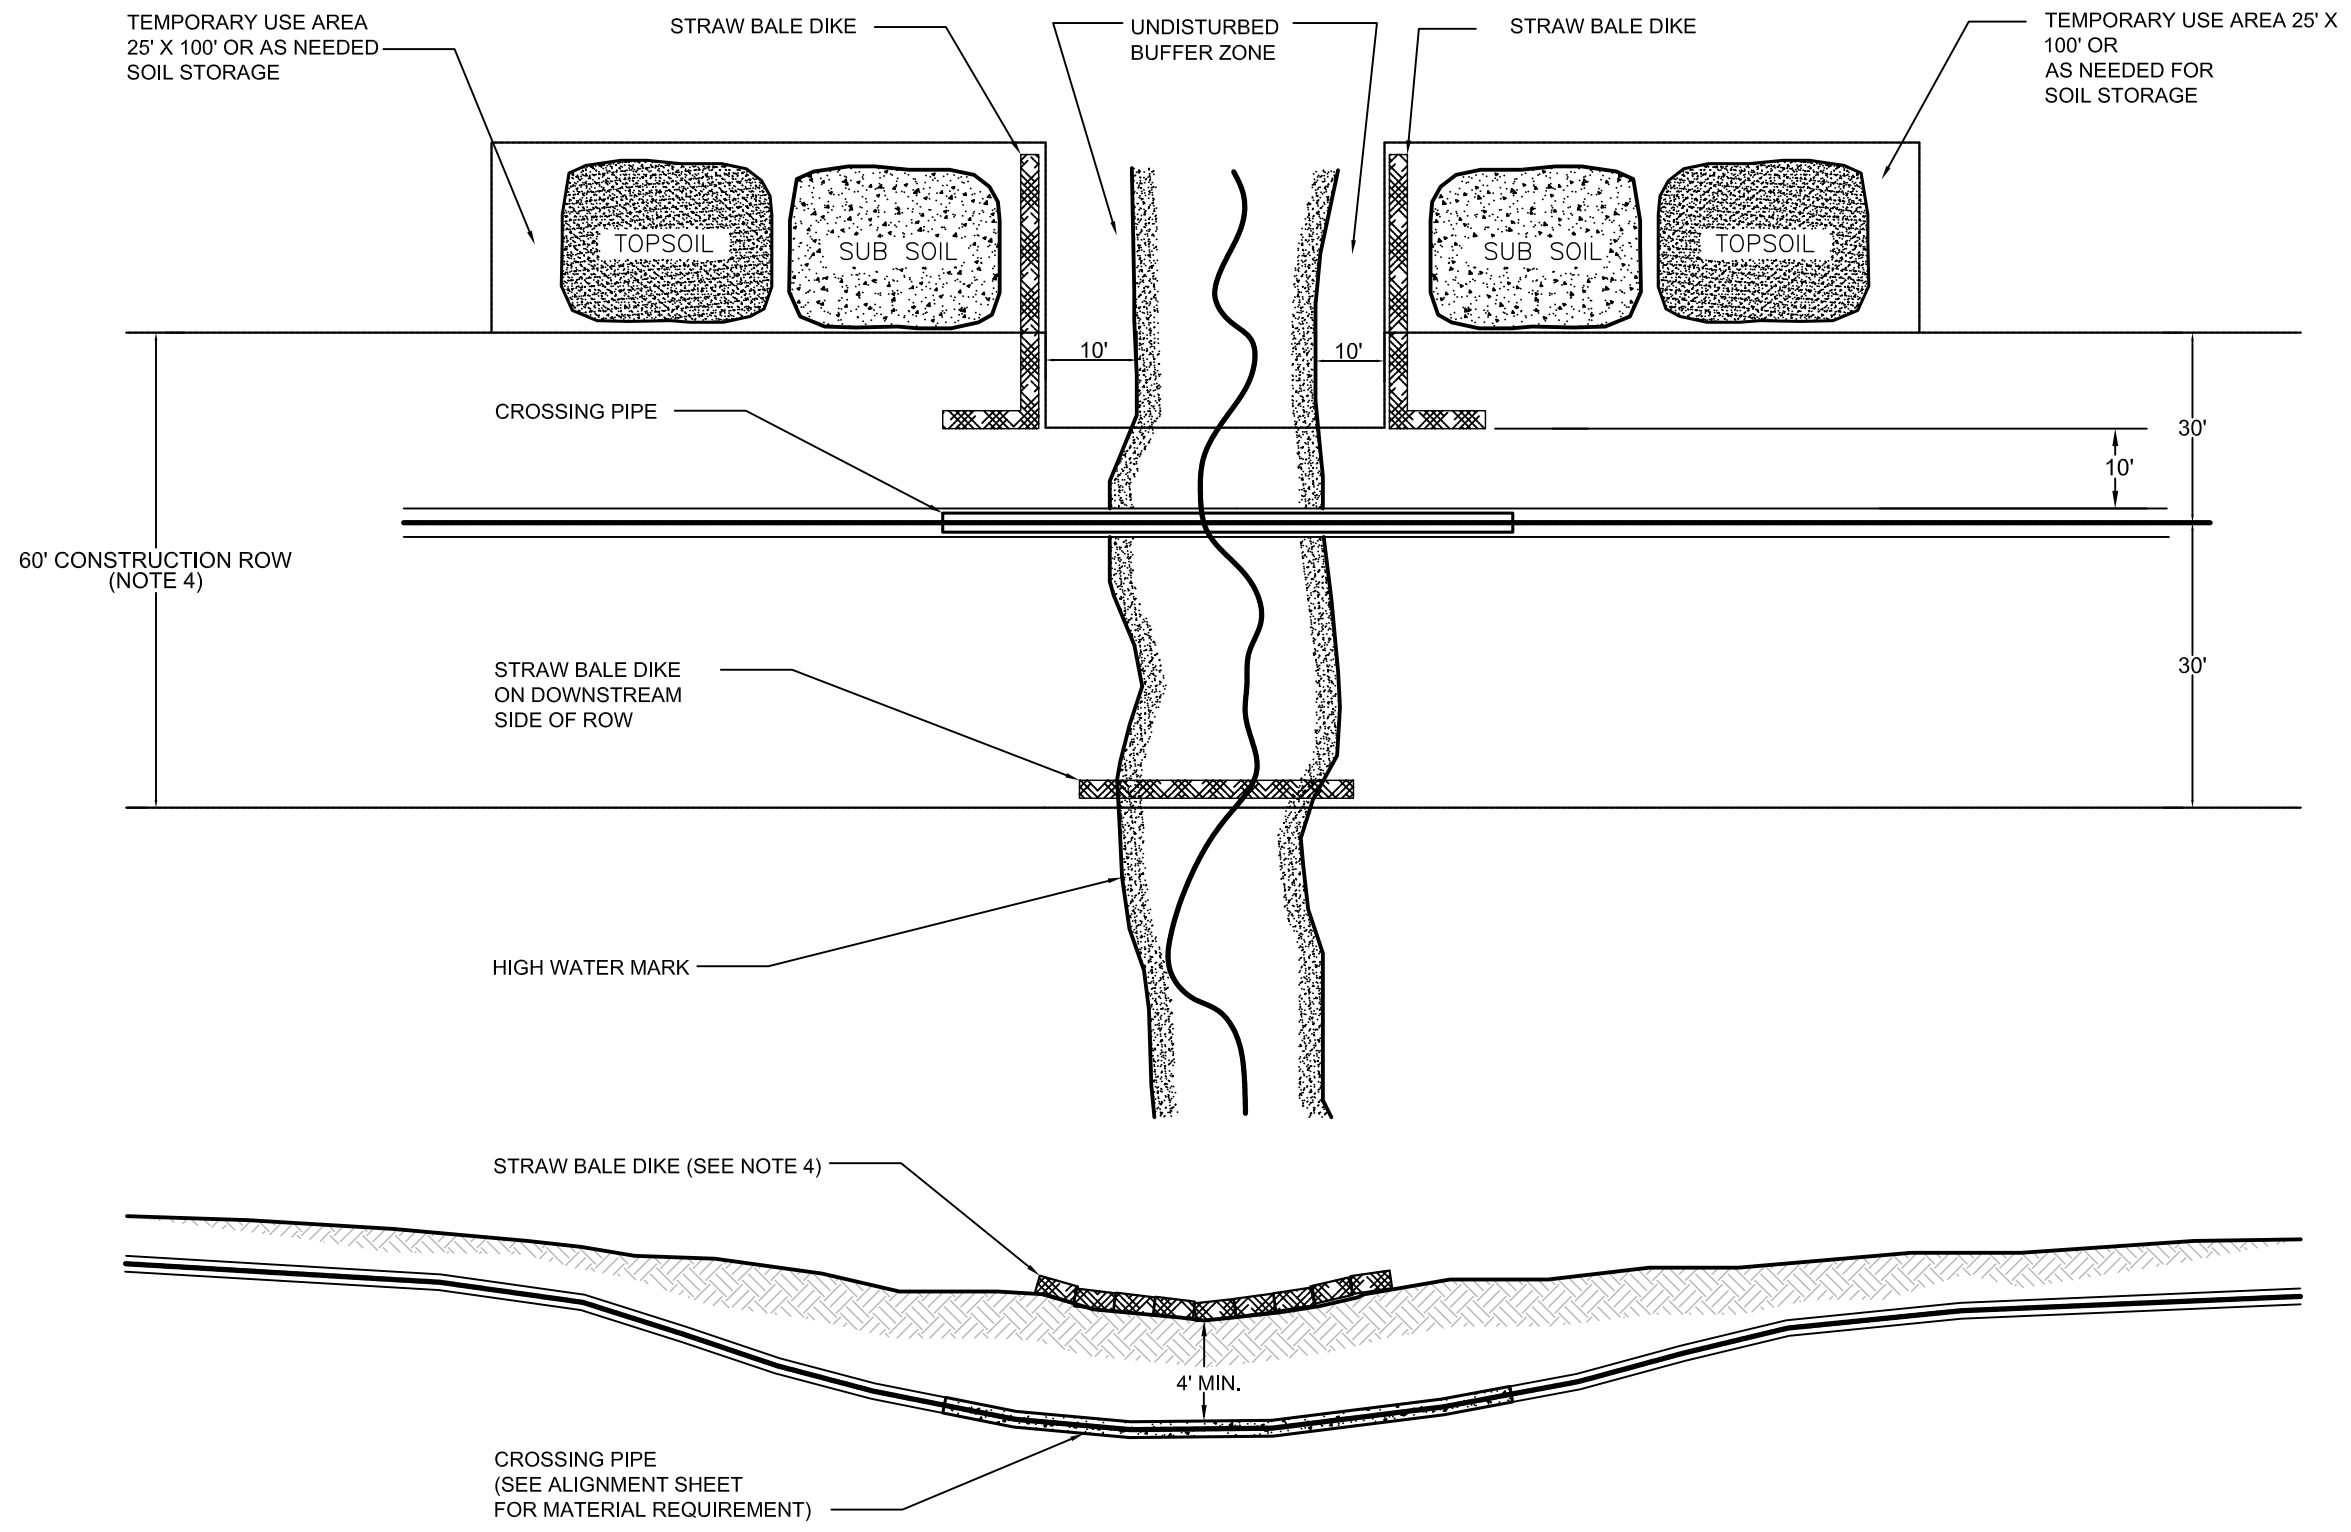 TEMPORARY USE AREA
25' X 100' OR AS NEEDED
SOIL STORAGE
STRAW BALE DIKE
UNDISTURBED
BUFFER ZONE
STRAW BALE DIKE
TEMPORARY USE AREA 25' X
100' OR
AS NEEDED FOR
SOIL STORAGE
TOPSOIL
SUB SOIL
SUB SOIL
TOPSOIL
10'
10'
CROSSING PIPE
30'
10'
60' CONSTRUCTION ROW
(NOTE 4)
STRAW BALE DIKE
ON DOWNSTREAM
SIDE OF ROW
30'
HIGH WATER MARK
STRAW BALE DIKE (SEE NOTE 4)
4' MIN.
CROSSING PIPE
(SEE ALIGNMENT SHEET
FOR MATERIAL REQUIREMENT)